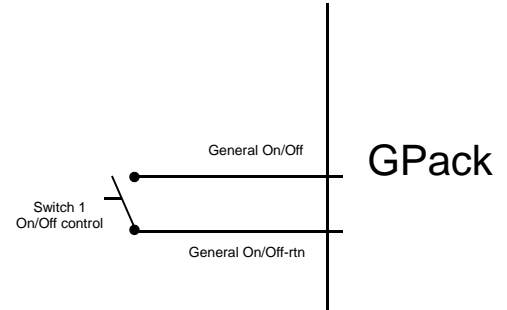 General On/Off
GPack
Switch 1
On/Off control
General On/Off-rtn